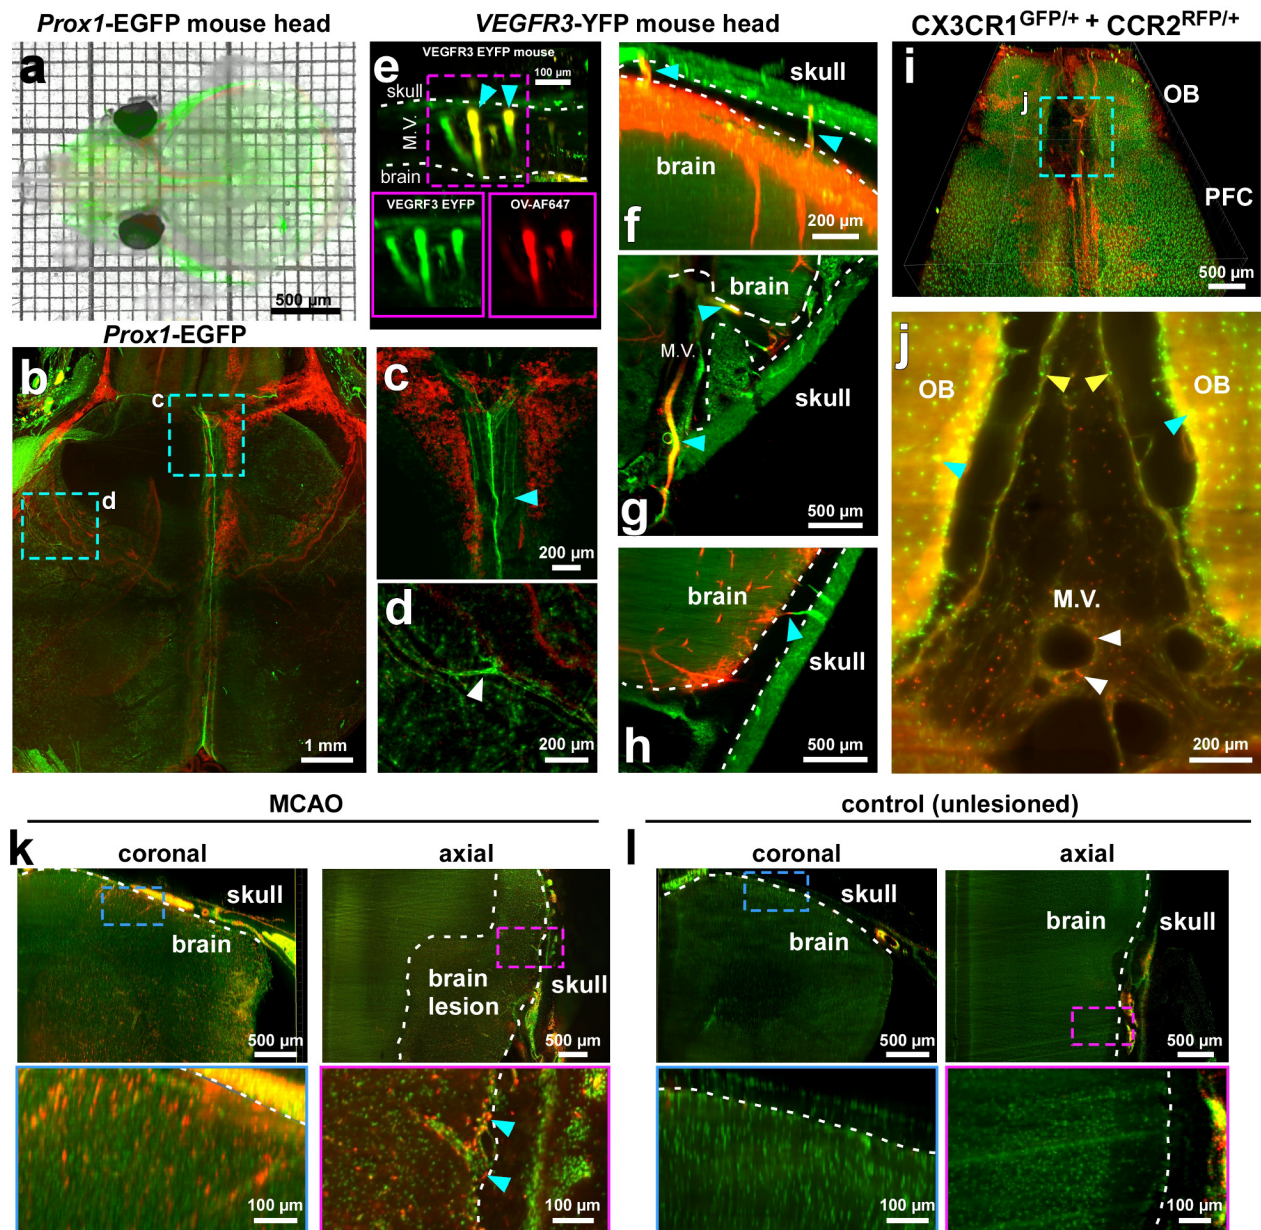 Prox1-EGFP mouse head
VEGFR3-YFP mouse head
CX3CR1GFP/+ + CCR2RFP/+
a
500 µm
e
VEGFR3 EYFP mouse
100 µm
skull
M.V.
brain
VEGRF3 EYFP
OV-AF647
f
skull
brain
200 µm
i
j
OB
PFC
500 µm
Prox1-EGFP
b
c
d
1 mm
c
200 µm
d
200 µm
g
brain
M.V.
skull
500 µm
h
brain
skull
500 µm
j
OB
OB
M.V.
200 µm
MCAO
control (unlesioned)
k
coronal
axial
skull
brain
500 µm
brain
lesion
skull
500 µm
100 µm
100 µm
l
coronal
axial
skull
brain
500 µm
brain
skull
500 µm
100 µm
100 µm